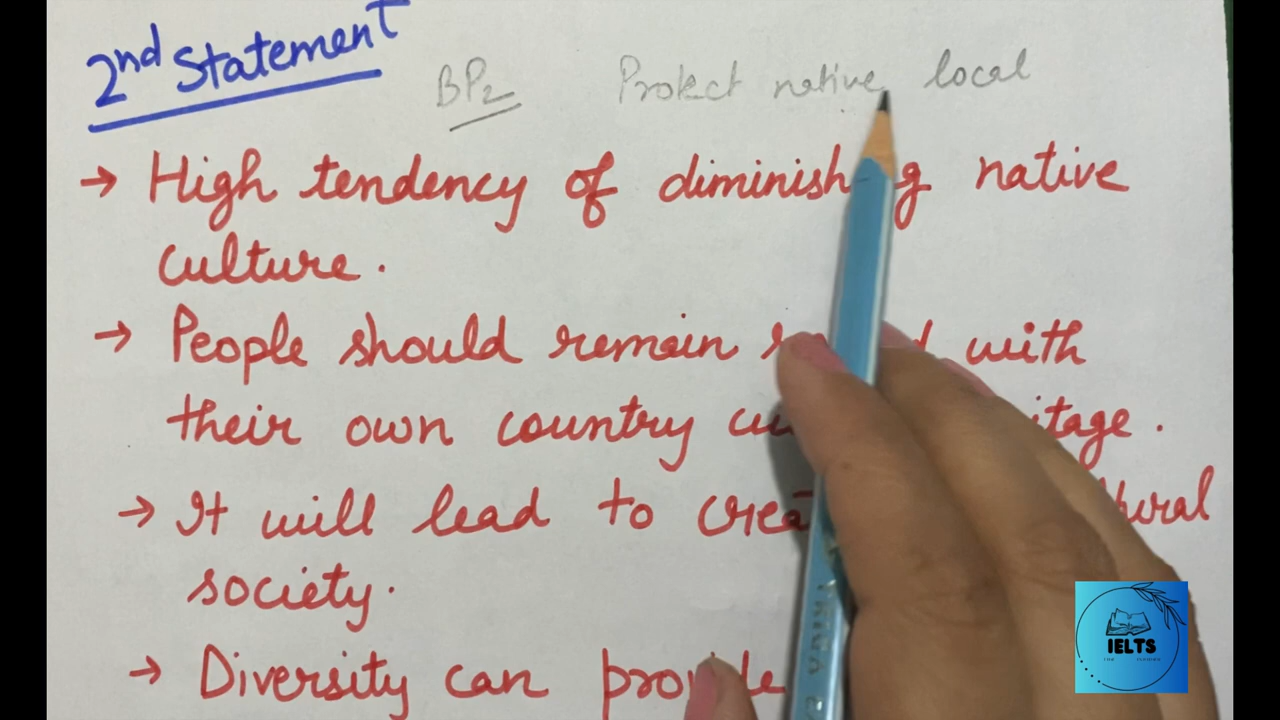 2nd Statement
BP2 Protect native local
→ High tendency of native
culture.
→ People should remain with
their own country
→ It will lead to
society.
→ Diversity can
IELTS